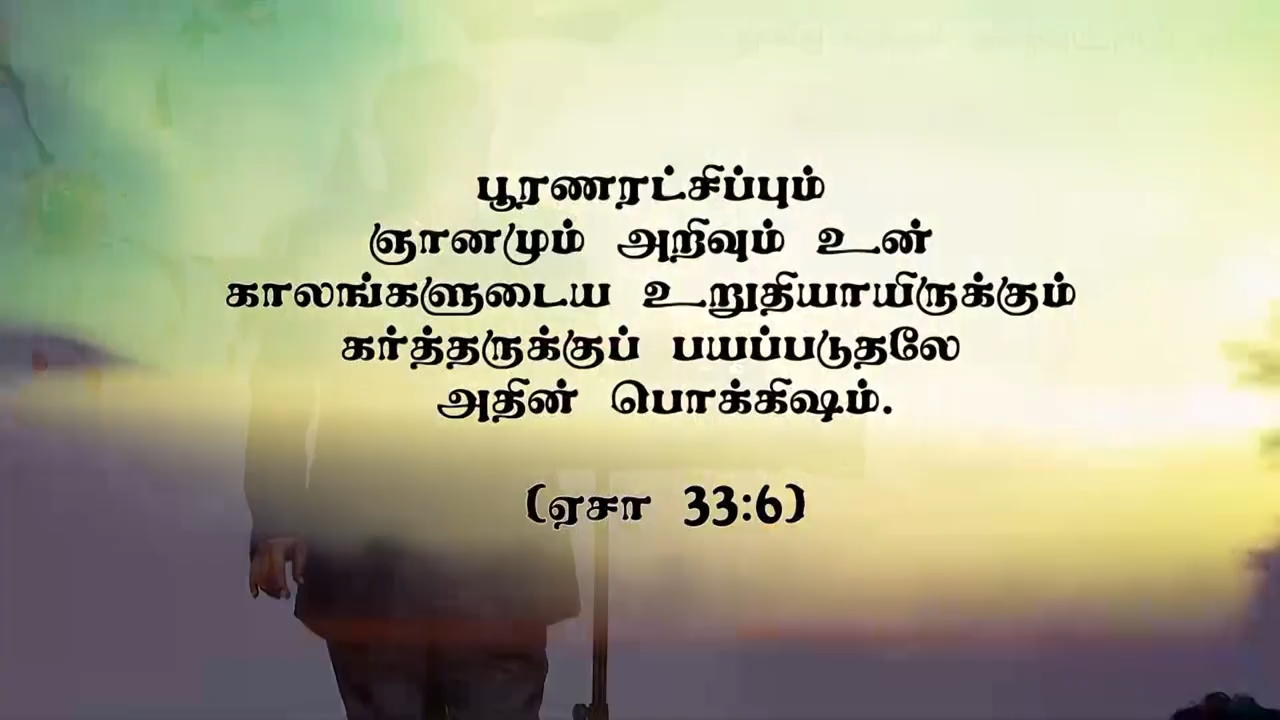 பூரணரட்சிப்பும்
ஞானமும் அறிவும் உன்
காலங்களுடைய உறுதியாயிருக்கும்
கர்த்தருக்குப் பயப்படுதலே
அதின் பொக்கிஷம்.
(ஏசா 33:6)